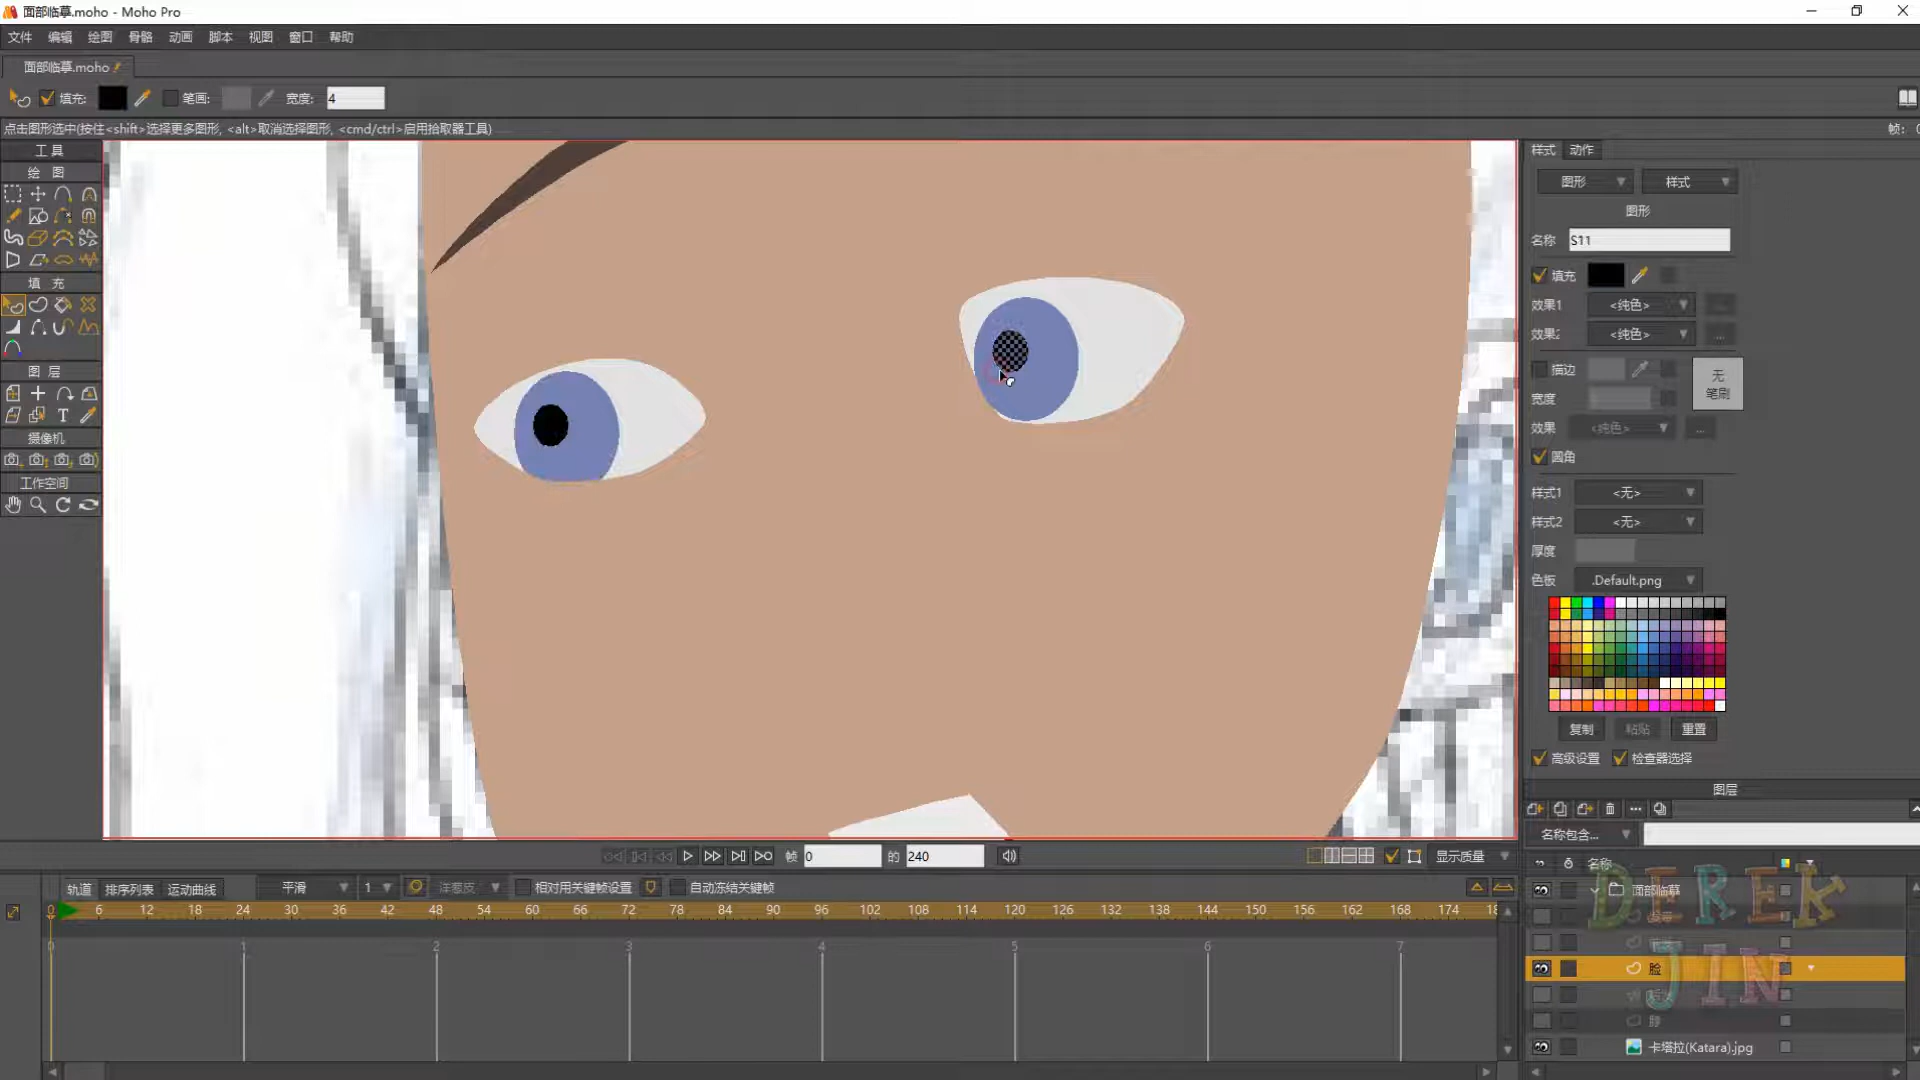 面部临摹.moho - Moho Pro
文件 编辑 绘图 骨骼 动画 脚本 视图 窗口 帮助
面部临摹.moho
填充: 笔画: 宽度: 4
点击图形选中(按住<shift>选择更多图形, <alt>取消选择图形, <cmd/ctrl>启用拾取器工具)
帧: 0
工具
绘图
填充
图层
摄像机
工作空间
样式 动作
图形 样式
图形
名称 S11
填充
效果1 <纯色>
效果2 <纯色> ...
描边
无
笔刷
宽度
效果 <纯色> ...
圆角
样式1 <无>
样式2 <无>
厚度
色板 .Default.png
复制 粘贴 重置
高级设置 检查器选择
图层
名称包含...
名称
面部临摹
脸
脖
卡塔拉(Katara).jpg
DEREK
JIN
帧 0 的 240
显示质量
轨道 排序列表 运动曲线 平滑 1 洋葱皮 相对用关键帧设置 自动冻结关键帧
0 6 12 18 24 30 36 42 48 54 60 66 72 78 84 90 96 102 108 114 120 126 132 138 144 150 156 162 168 174 18
0 1 2 3 4 5 6 7